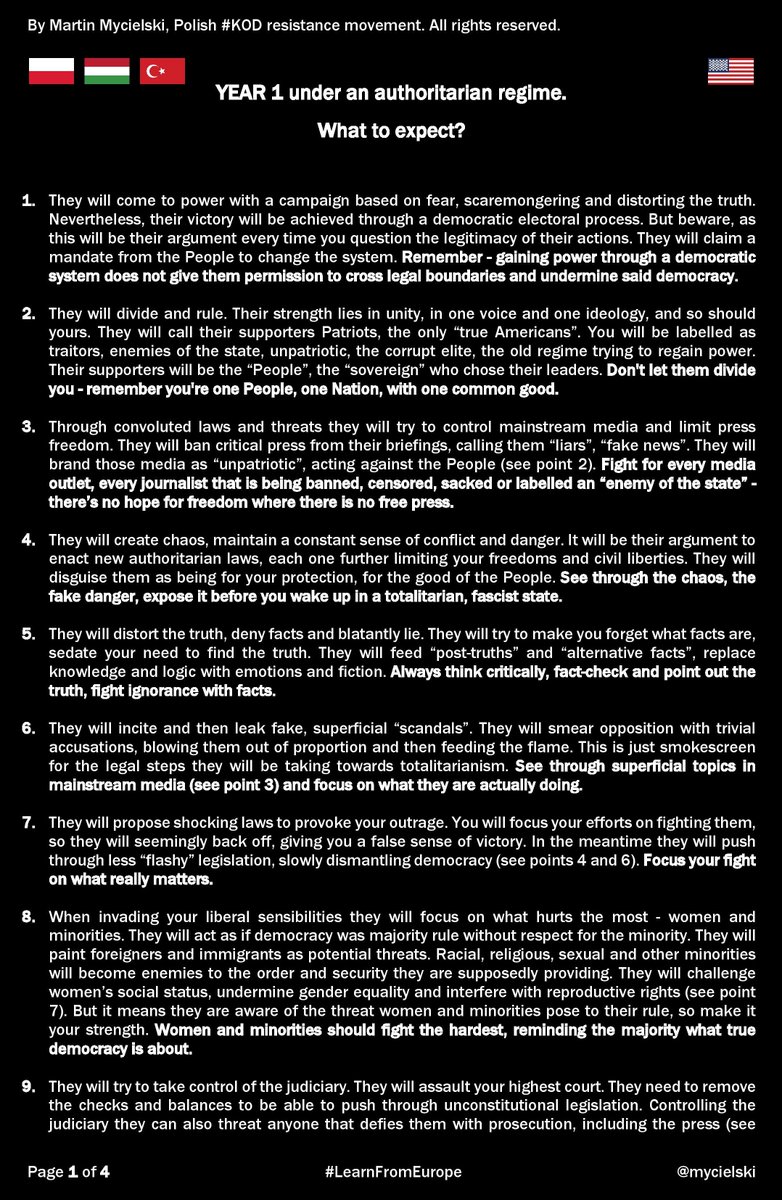 By Martin Mycielski, Polish #KOD resistance movement. All rights reserved.
YEAR 1 under an authoritarian regime.
What to expect?
1. They will come to power with a campaign based on fear, scaremongering and distorting the truth.
Nevertheless, their victory will be achieved through a democratic electoral process. But beware, as
this will be their argument every time you question the legitimacy of their actions. They will claim a
mandate from the People to change the system. Remember - gaining power through a democratic
system does not give them permission to cross legal boundaries and undermine said democracy.
2. They will divide and rule. Their strength lies in unity, in one voice and one ideology, and so should
yours. They will call their supporters Patriots, the only “true Americans”. You will be labelled as
traitors, enemies of the state, unpatriotic, the corrupt elite, the old regime trying to regain power.
Their supporters will be the “People”, the “sovereign” who chose their leaders. Don't let them divide
you - remember you're one People, one Nation, with one common good.
3. Through convoluted laws and threats they will try to control mainstream media and limit press
freedom. They will ban critical press from their briefings, calling them “liars”, “fake news”. They will
brand those media as “unpatriotic”, acting against the People (see point 2). Fight for every media
outlet, every journalist that is being banned, censored, sacked or labelled an “enemy of the state” -
there’s no hope for freedom where there is no free press.
4. They will create chaos, maintain a constant sense of conflict and danger. It will be their argument to
enact new authoritarian laws, each one further limiting your freedoms and civil liberties. They will
disguise them as being for your protection, for the good of the People. See through the chaos, the
fake danger, expose it before you wake up in a totalitarian, fascist state.
5. They will distort the truth, deny facts and blatantly lie. They will try to make you forget what facts are,
sedate your need to find the truth. They will feed “post-truths” and “alternative facts”, replace
knowledge and logic with emotions and fiction. Always think critically, fact-check and point out the
truth, fight ignorance with facts.
6. They will incite and then leak fake, superficial “scandals”. They will smear opposition with trivial
accusations, blowing them out of proportion and then feeding the flame. This is just smokescreen
for the legal steps they will be taking towards totalitarianism. See through superficial topics in
mainstream media (see point 3) and focus on what they are actually doing.
7. They will propose shocking laws to provoke your outrage. You will focus your efforts on fighting them,
so they will seemingly back off, giving you a false sense of victory. In the meantime they will push
through less “flashy” legislation, slowly dismantling democracy (see points 4 and 6). Focus your fight
on what really matters.
8. When invading your liberal sensibilities they will focus on what hurts the most - women and
minorities. They will act as if democracy was majority rule without respect for the minority. They will
paint foreigners and immigrants as potential threats. Racial, religious, sexual and other minorities
will become enemies to the order and security they are supposedly providing. They will challenge
women’s social status, undermine gender equality and interfere with reproductive rights (see point
7). But it means they are aware of the threat women and minorities pose to their rule, so make it
your strength. Women and minorities should fight the hardest, reminding the majority what true
democracy is about.
9. They will try to take control of the judiciary. They will assault your highest court. They need to remove
the checks and balances to be able to push through unconstitutional legislation. Controlling the
judiciary they can also threat anyone that defies them with prosecution, including the press (see
Page 1 of 4 #LearnFromEurope @mycielski